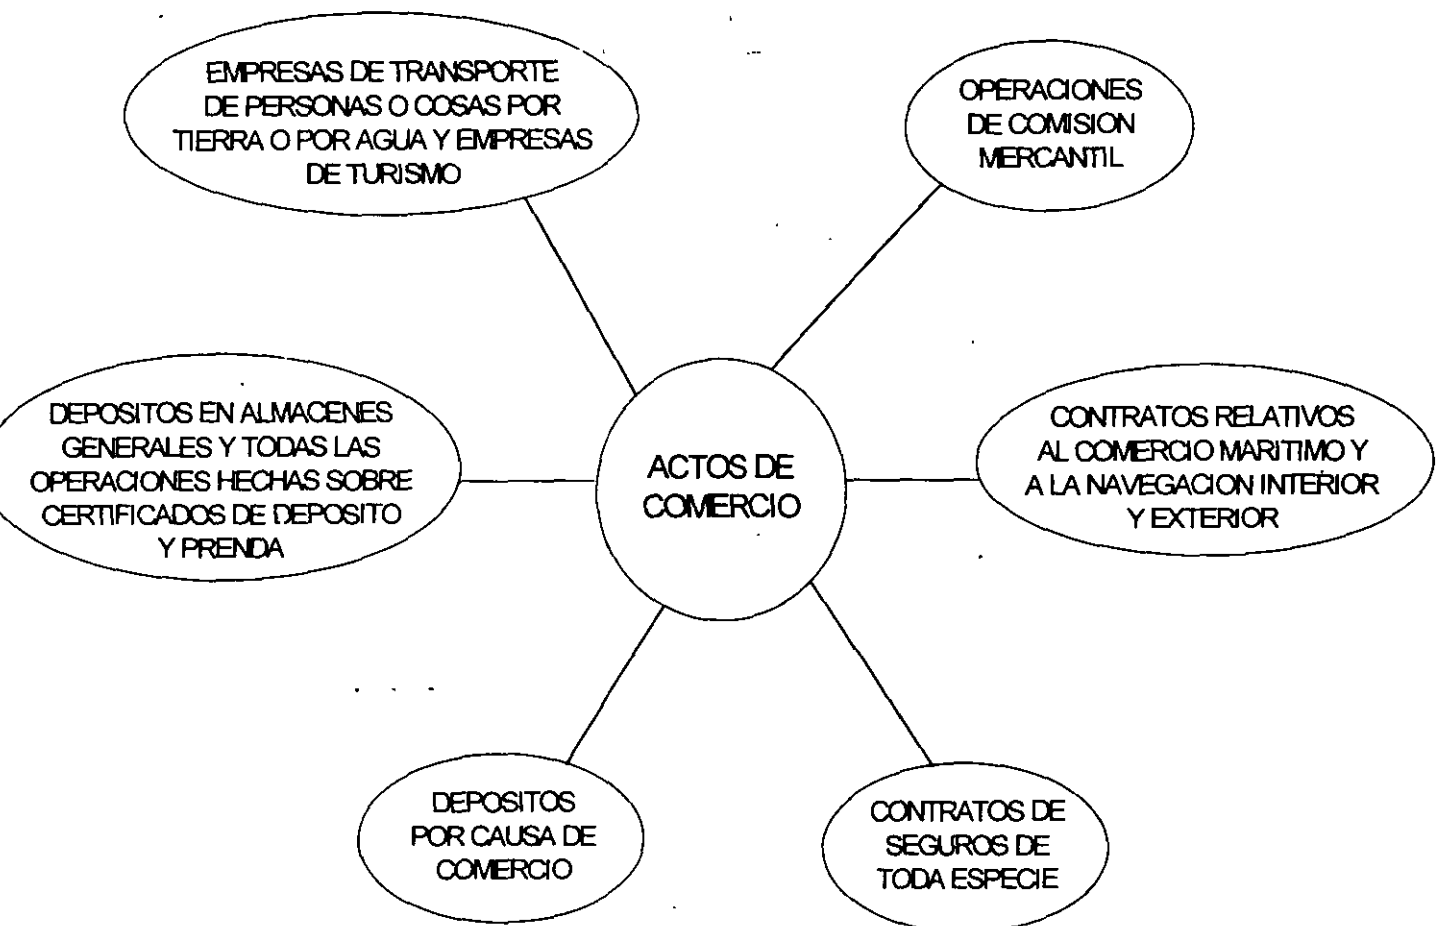 EMPRESAS DE TRANSPORTE
DE PERSONAS O COSAS POR
TIERRA O POR AGUA Y EMPRESAS
DE TURISMO
OPERACIONES
DE COMISION
MERCANTIL
DEPOSITOS EN ALMACENES
GENERALES Y TODAS LAS
OPERACIONES HECHAS SOBRE
CERTIFICADOS DE DEPOSITO
Y PRENDA
ACTOS DE
COMERCIO
CONTRATOS RELATIVOS
AL COMERCIO MARITIMO Y
A LA NAVEGACION INTERIOR
Y EXTERIOR
DEPOSITOS
POR CAUSA DE
COMERCIO
CONTRATOS DE
SEGUROS DE
TODA ESPECIE